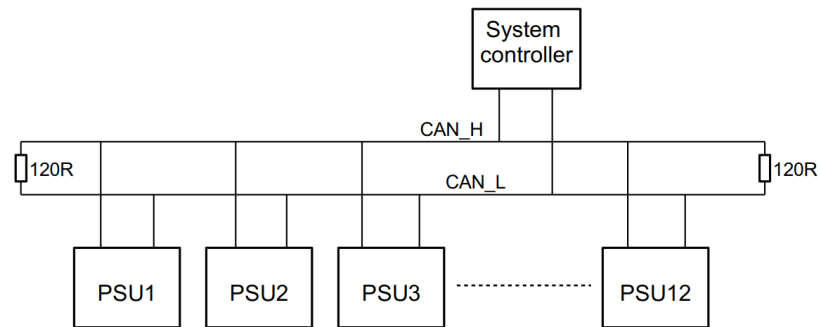 System
controller
CAN_H
120R
120R
CAN_L
PSU1
PSU2
PSU3
PSU12